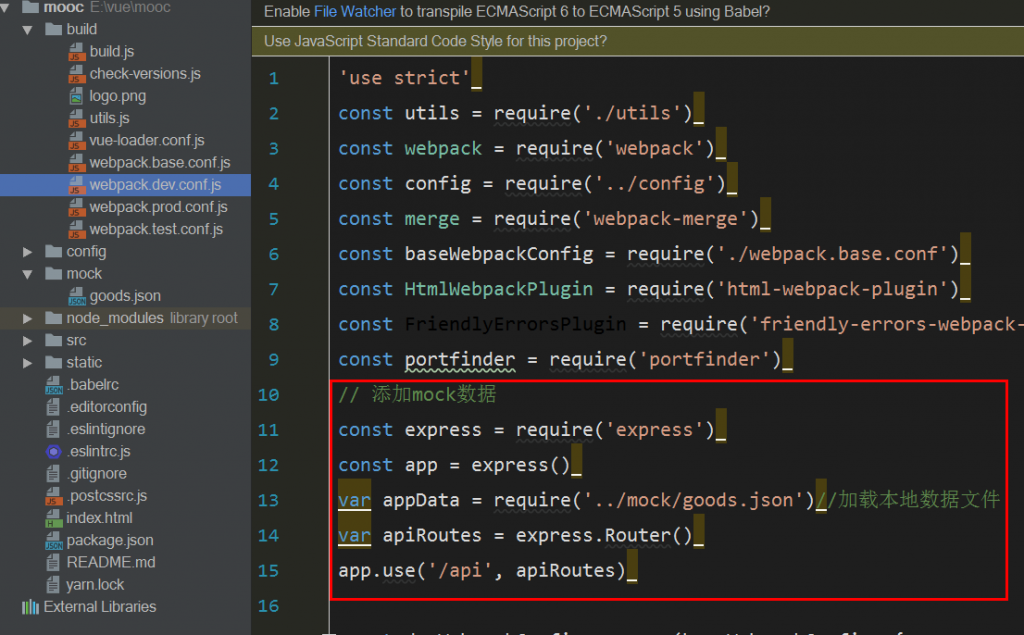 mooc E:\vue\mooc
build
build.js
check-versions.js
logo.png
utils.js
vue-loader.conf.js
webpack.base.conf.js
webpack.dev.conf.js
webpack.prod.conf.js
webpack.test.conf.js
config
mock
goods.json
node_modules library root
src
static
.babelrc
.editorconfig
.eslintignore
.eslintrc.js
.gitignore
.postcssrc.js
index.html
package.json
README.md
yarn.lock
External Libraries
Enable File Watcher to transpile ECMAScript 6 to ECMAScript 5 using Babel?
Use JavaScript Standard Code Style for this project?
1 'use strict'
2 const utils = require('./utils')
3 const webpack = require('webpack')
4 const config = require('../config')
5 const merge = require('webpack-merge')
6 const baseWebpackConfig = require('./webpack.base.conf')
7 const HtmlWebpackPlugin = require('html-webpack-plugin')
8 const FriendlyErrorsPlugin = require('friendly-errors-webpack-
9 const portfinder = require('portfinder')
10 // 添加mock数据
11 const express = require('express')
12 const app = express()
13 var appData = require('../mock/goods.json')//加载本地数据文件
14 var apiRoutes = express.Router()
15 app.use('/api', apiRoutes)
16